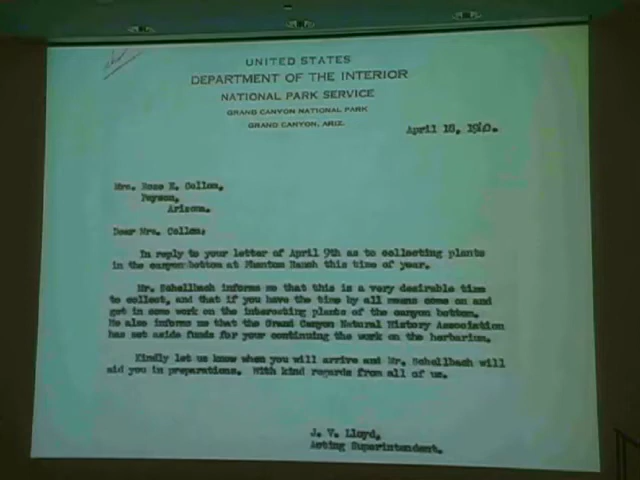 UNITED STATES
DEPARTMENT OF THE INTERIOR
NATIONAL PARK SERVICE
GRAND CANYON NATIONAL PARK
GRAND CANYON, ARIZ.
April 18, 1940.
Mrs. Rose E. Collom,
Payson,
Arizona.
Dear Mrs. Collom:
In reply to your letter of April 9th as to collecting plants
in the canyon bottom at Phantom Ranch this time of year.
Mr. Schellbach informs me that this is a very desirable time
to collect, and that if you have the time by all means come on and
get in some work on the interesting plants of the canyon bottom.
He also informs me that the Grand Canyon Natural History Association
has set aside funds for your continuing the work on the herbarium.
Kindly let us know when you will arrive and Mr. Schellbach will
aid you in preparations. With kind regards from all of us.
J. V. Lloyd,
Acting Superintendent.